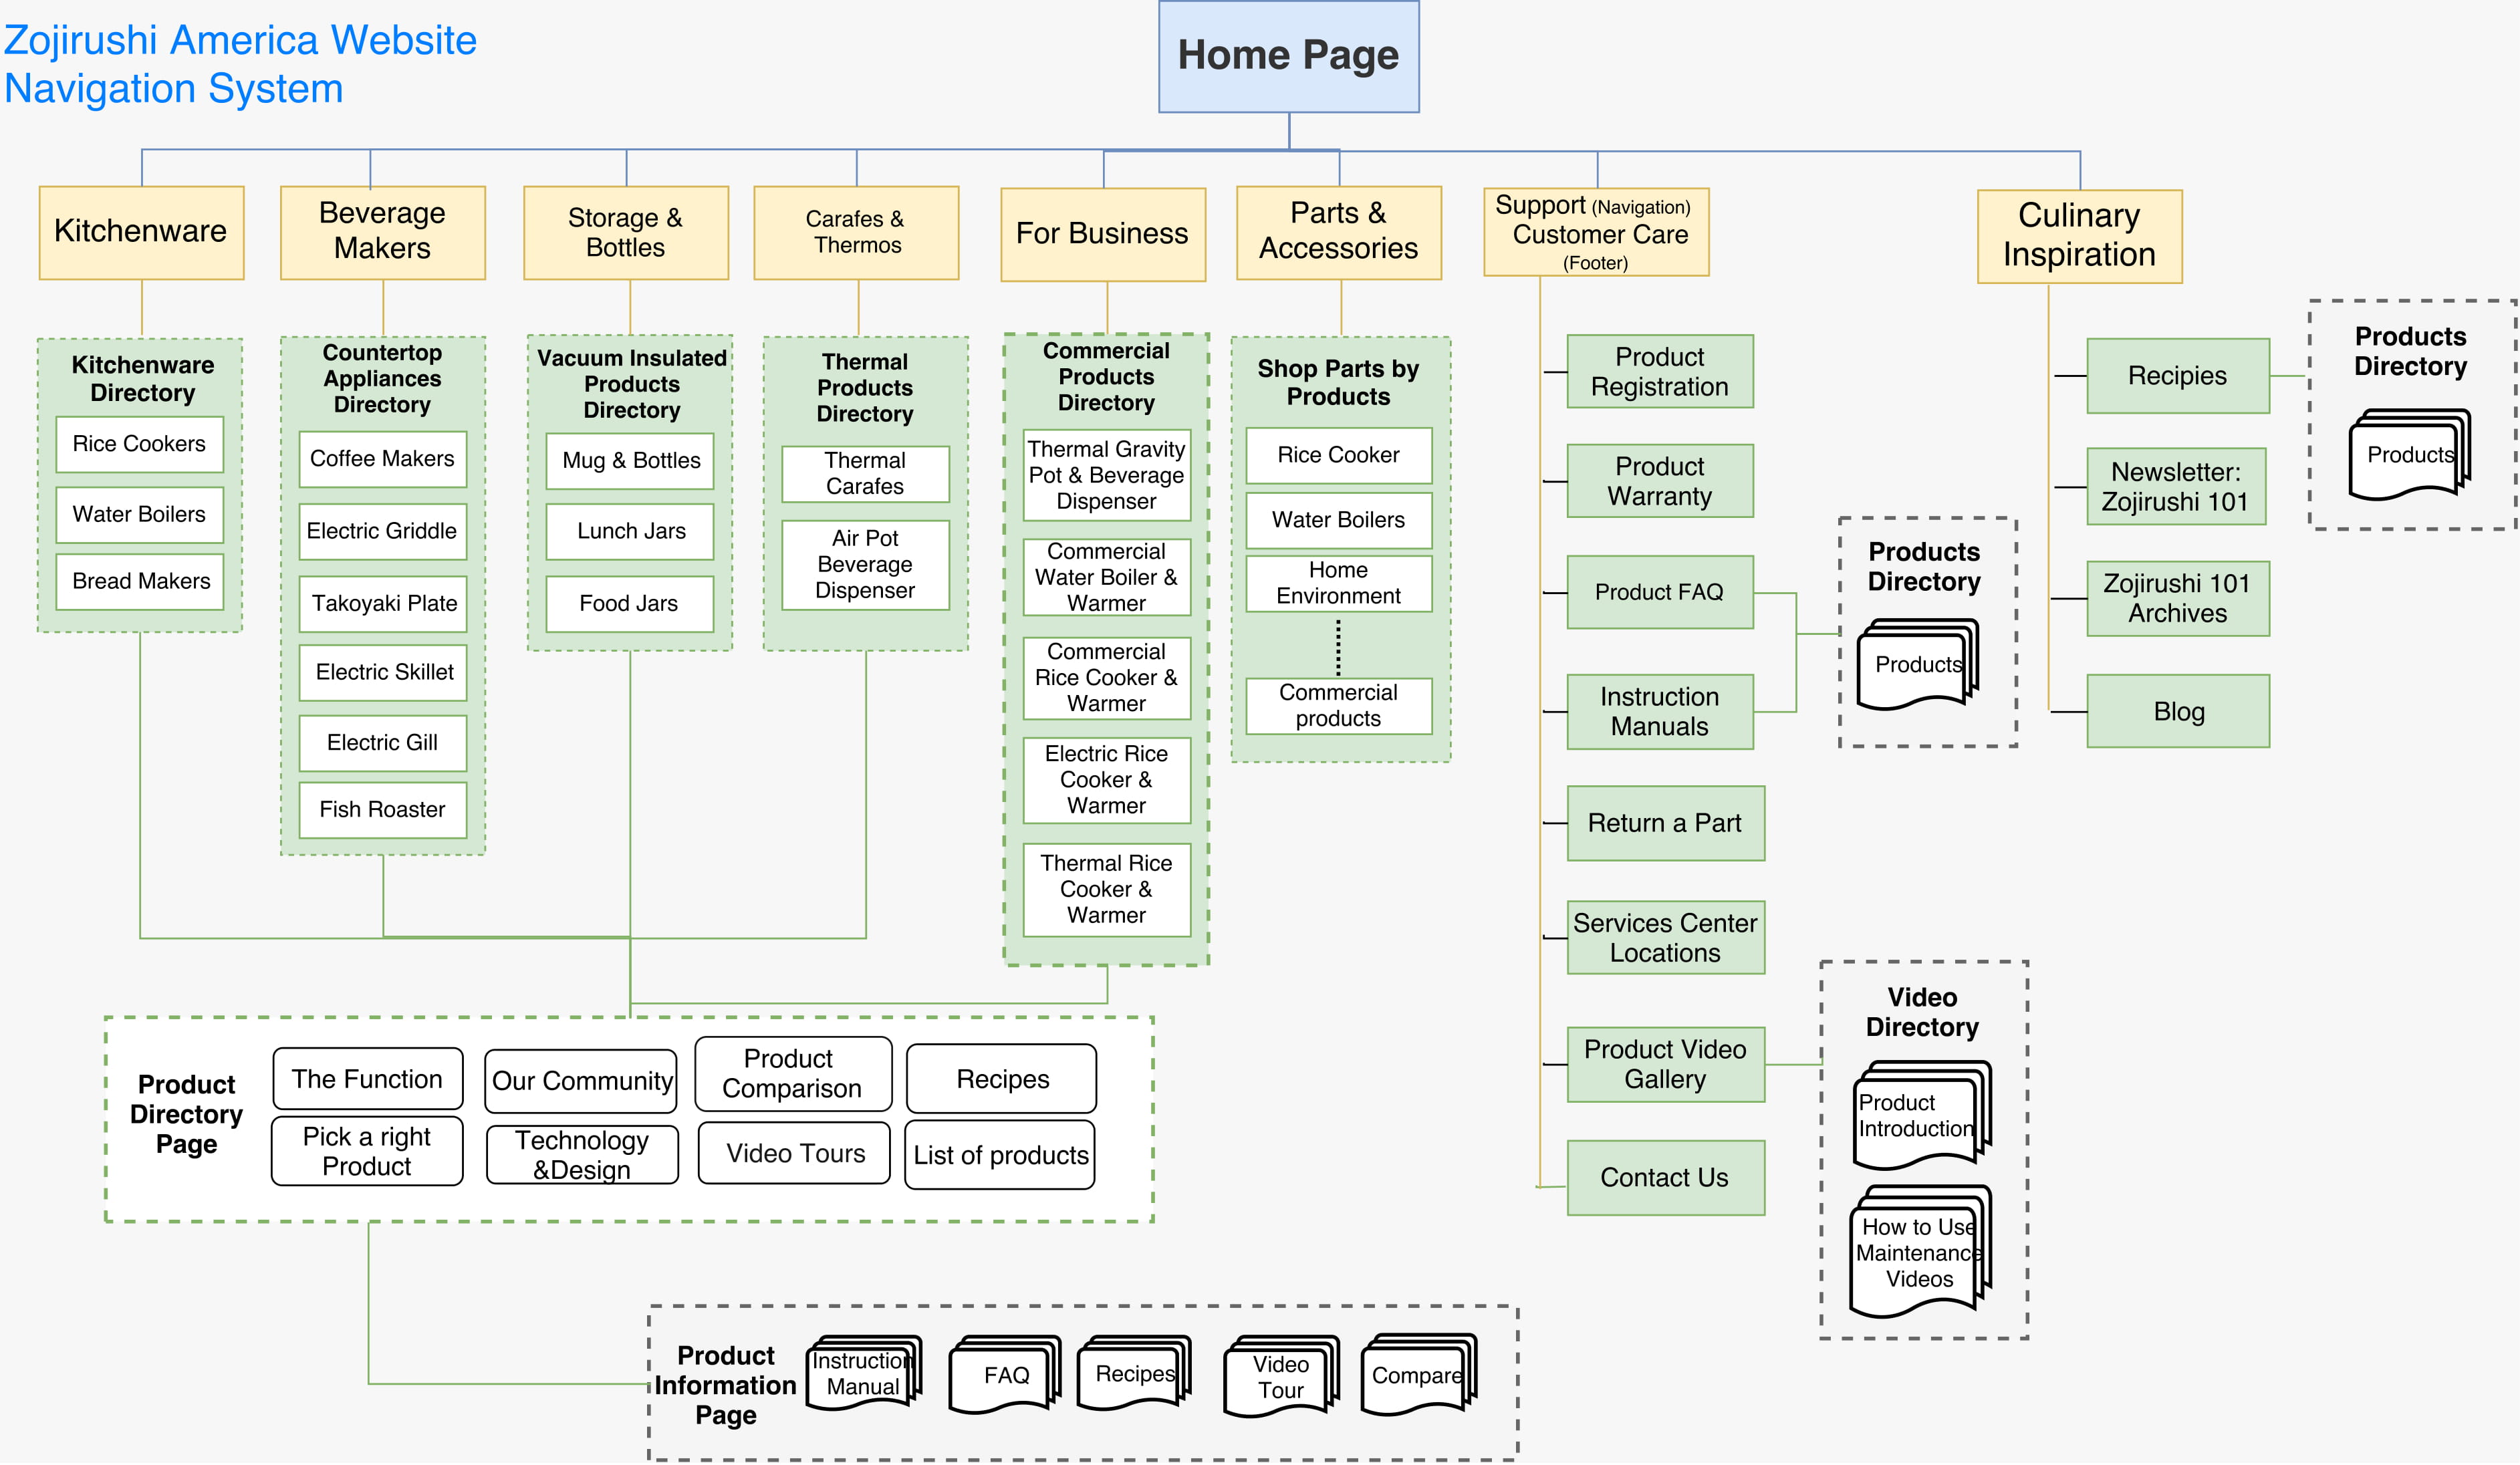 Zojirushi America Website
Navigation System
Home Page
Kitchenware
Beverage
Makers
Storage &
Bottles
Carafes &
Thermos
For Business
Parts &
Accessories
Support (Navigation)
Customer Care
(Footer)
Culinary
Inspiration
Kitchenware
Directory
Rice Cookers
Water Boilers
Bread Makers
Countertop
Appliances
Directory
Coffee Makers
Electric Griddle
Takoyaki Plate
Electric Skillet
Electric Gill
Fish Roaster
Vacuum Insulated
Products
Directory
Mug & Bottles
Lunch Jars
Food Jars
Thermal
Products
Directory
Thermal
Carafes
Air Pot
Beverage
Dispenser
Commercial
Products
Directory
Thermal Gravity
Pot & Beverage
Dispenser
Commercial
Water Boiler &
Warmer
Commercial
Rice Cooker &
Warmer
Electric Rice
Cooker &
Warmer
Thermal Rice
Cooker &
Warmer
Shop Parts by
Products
Rice Cooker
Water Boilers
Home
Environment
Commercial
products
Product
Registration
Product
Warranty
Product FAQ
Instruction
Manuals
Return a Part
Services Center
Locations
Product Video
Gallery
Contact Us
Products
Directory
Products
Video
Directory
Product
Introduction
How to Use
Maintenance
Videos
Recipies
Newsletter:
Zojirushi 101
Zojirushi 101
Archives
Blog
Products
Directory
Products
Product
Directory
Page
The Function
Our Community
Product
Comparison
Recipes
Pick a right
Product
Technology
&Design
Video Tours
List of products
Product
Information
Page
Instruction
Manual
FAQ
Recipes
Video
Tour
Compare